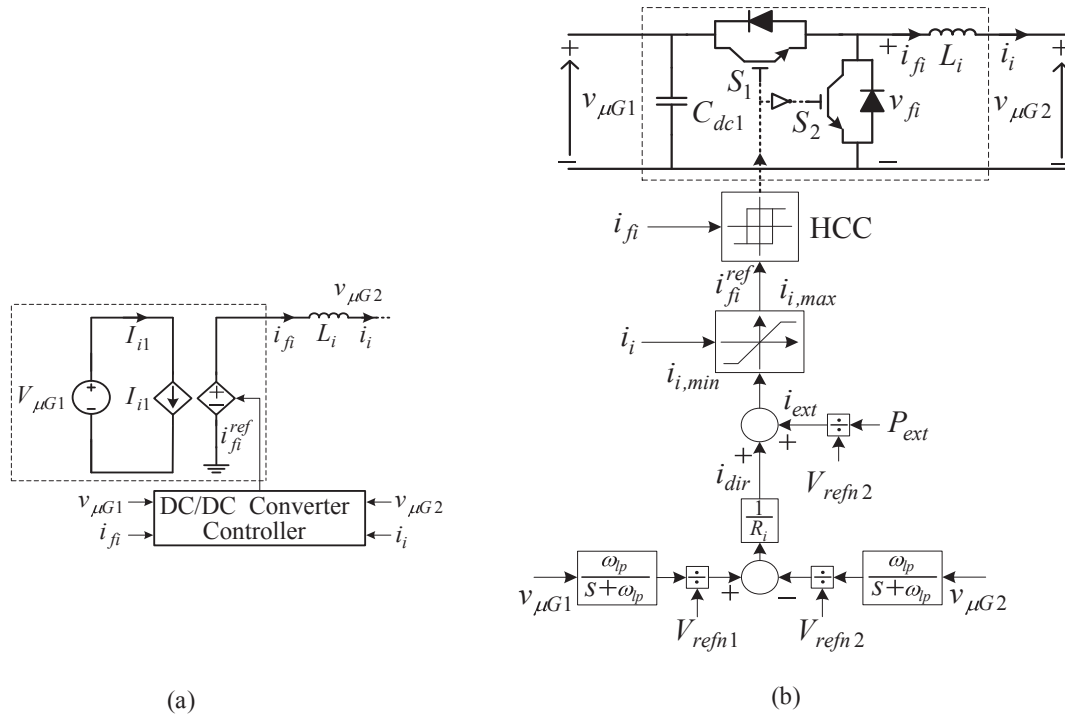 v_{μG2}
I_{i1}
i_{fi} L_i i_i
V_{μG1} + − I_{i1} + −
i_{fi}^{ref}
v_{μG1} DC/DC Converter v_{μG2}
i_{fi} Controller i_i
(a)
+ + i_{fi} L_i i_i +
v_{μG1} C_{dc1} S_1 S_2 v_{fi} v_{μG2}
− − −
i_{fi} HCC
i_{fi}^{ref} i_{i,max}
i_i
i_{i,min}
i_{ext} ÷ P_{ext}
+ +
i_{dir} V_{refn2}
1/R_i
v_{μG1} ω_{lp}/(s+ω_{lp}) ÷ + − ÷ ω_{lp}/(s+ω_{lp}) v_{μG2}
V_{refn1} V_{refn2}
(b)